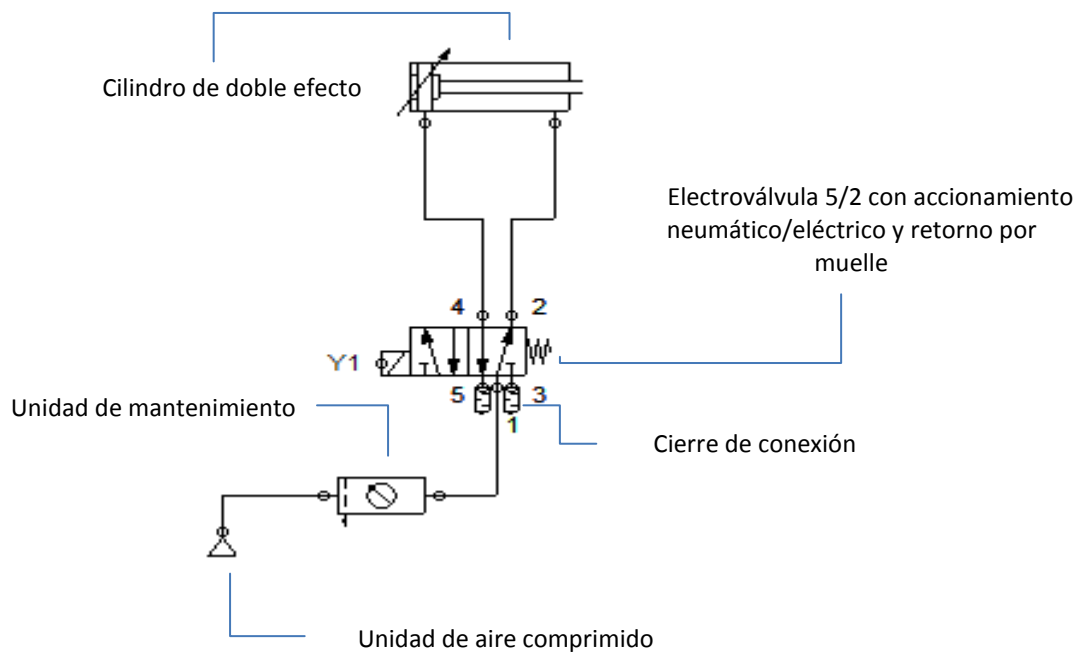 Cilindro de doble efecto
Electroválvula 5/2 con accionamiento
neumático/eléctrico y retorno por
muelle
4 2
Y1
5 3
1
Unidad de mantenimiento
Cierre de conexión
Unidad de aire comprimido